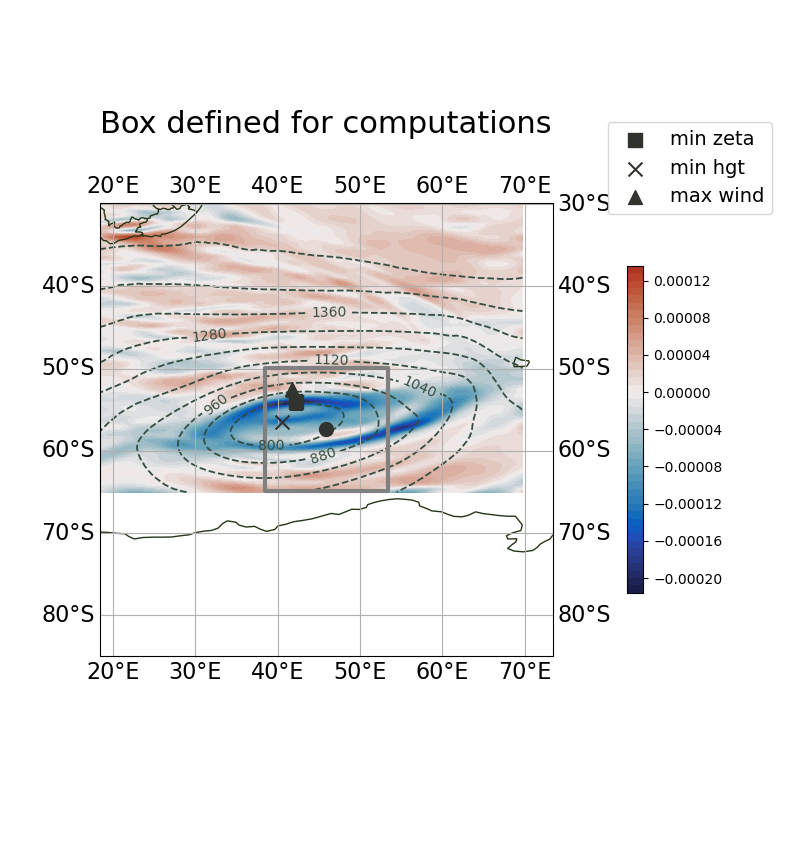 Box defined for computations
min zeta
min hgt
max wind
20°E 30°E 40°E 50°E 60°E 70°E
30°S
40°S 40°S
50°S 50°S
60°S 60°S
70°S 70°S
80°S 80°S
20°E 30°E 40°E 50°E 60°E 70°E
1360
1280
1120
1040
960
800
880
0.00012
0.00008
0.00004
0.00000
−0.00004
−0.00008
−0.00012
−0.00016
−0.00020